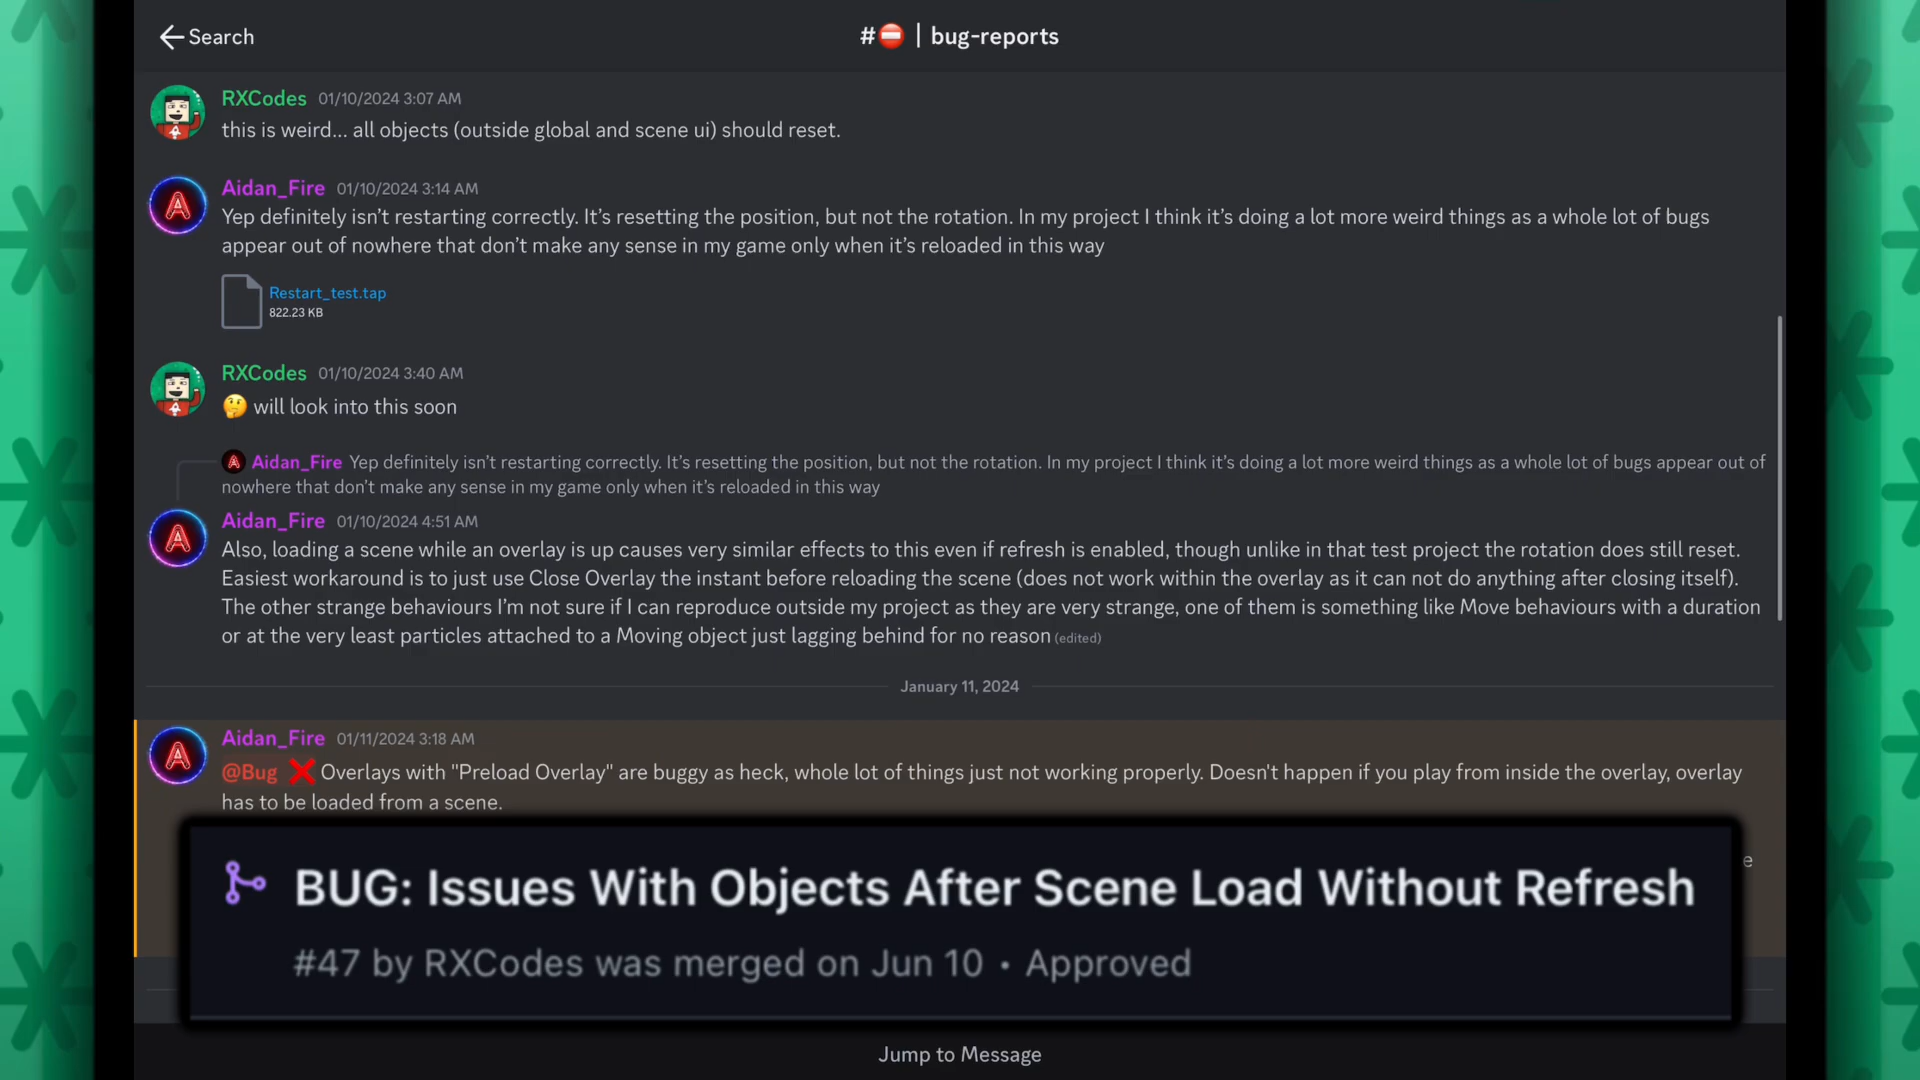 Search
#⛔ | bug-reports
RXCodes 01/10/2024 3:07 AM
this is weird... all objects (outside global and scene ui) should reset.
Aidan_Fire 01/10/2024 3:14 AM
Yep definitely isn't restarting correctly. It's resetting the position, but not the rotation. In my project I think it's doing a lot more weird things as a whole lot of bugs
appear out of nowhere that don't make any sense in my game only when it's reloaded in this way
Restart_test.tap
822.23 KB
RXCodes 01/10/2024 3:40 AM
🤔 will look into this soon
Aidan_Fire Yep definitely isn't restarting correctly. It's resetting the position, but not the rotation. In my project I think it's doing a lot more weird things as a whole lot of bugs appear out of
nowhere that don't make any sense in my game only when it's reloaded in this way
Aidan_Fire 01/10/2024 4:51 AM
Also, loading a scene while an overlay is up causes very similar effects to this even if refresh is enabled, though unlike in that test project the rotation does still reset.
Easiest workaround is to just use Close Overlay the instant before reloading the scene (does not work within the overlay as it can not do anything after closing itself).
The other strange behaviours I'm not sure if I can reproduce outside my project as they are very strange, one of them is something like Move behaviours with a duration
or at the very least particles attached to a Moving object just lagging behind for no reason (edited)
January 11, 2024
Aidan_Fire 01/11/2024 3:18 AM
@Bug ❌ Overlays with "Preload Overlay" are buggy as heck, whole lot of things just not working properly. Doesn't happen if you play from inside the overlay, overlay
has to be loaded from a scene.
BUG: Issues With Objects After Scene Load Without Refresh
#47 by RXCodes was merged on Jun 10 • Approved
Jump to Message